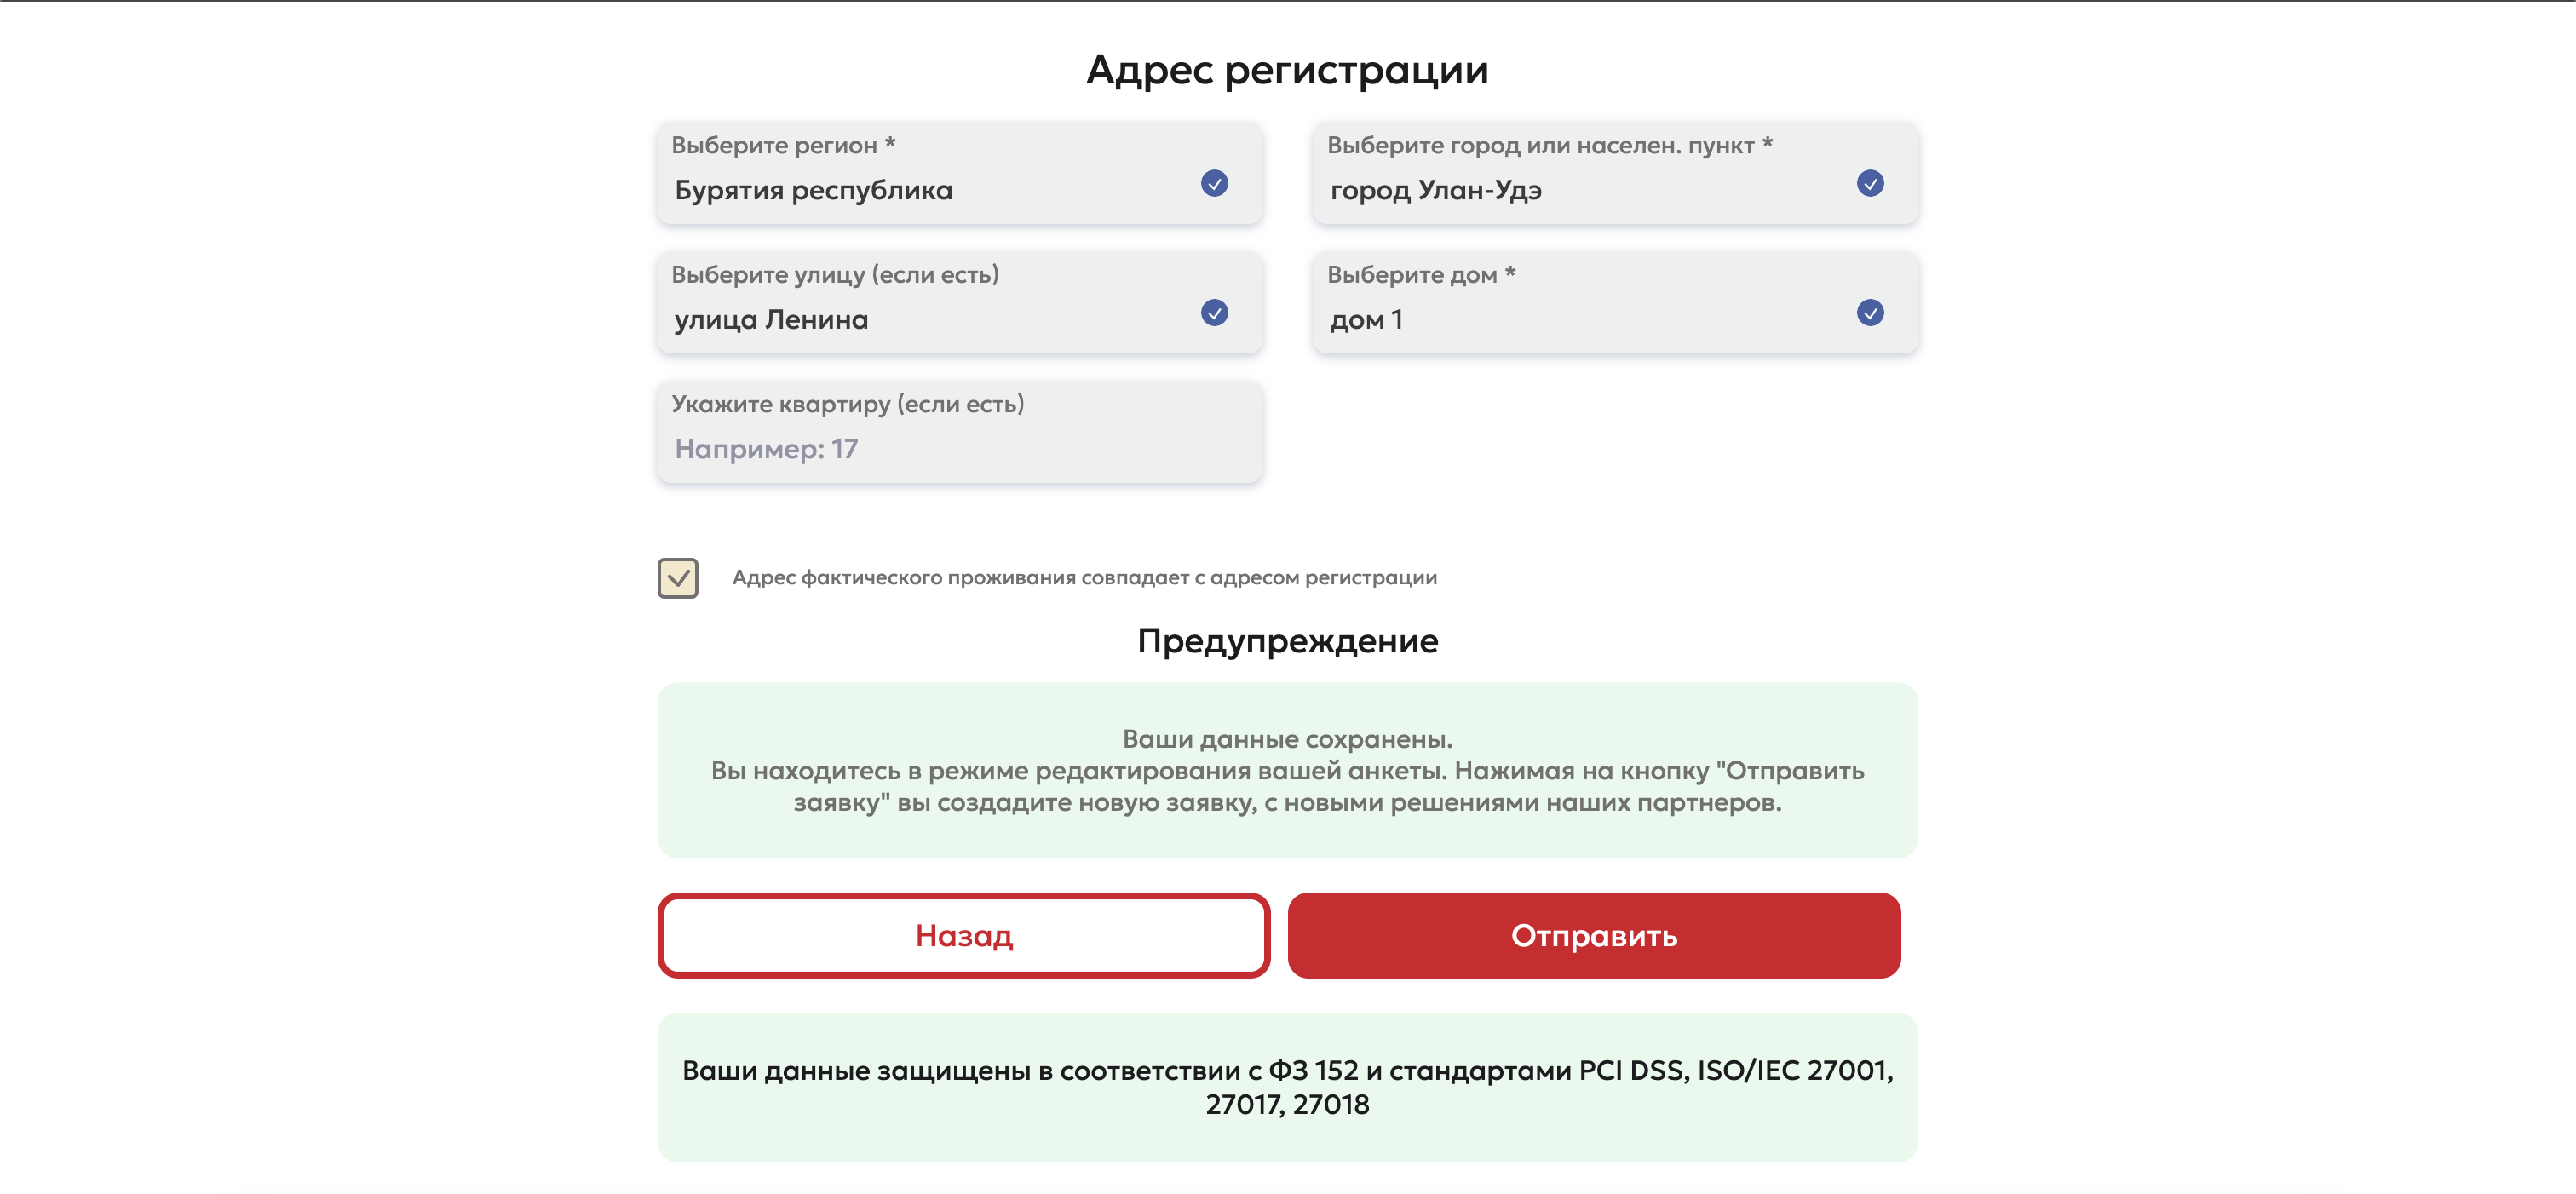 Адрес регистрации
Выберите регион *
Бурятия республика
Выберите город или населен. пункт *
город Улан-Удэ
Выберите улицу (если есть)
улица Ленина
Выберите дом *
дом 1
Укажите квартиру (если есть)
Например: 17
Адрес фактического проживания совпадает с адресом регистрации
Предупреждение
Ваши данные сохранены.
Вы находитесь в режиме редактирования вашей анкеты. Нажимая на кнопку "Отправить
заявку" вы создадите новую заявку, с новыми решениями наших партнеров.
Назад
Отправить
Ваши данные защищены в соответствии с ФЗ 152 и стандартами PCI DSS, ISO/IEC 27001,
27017, 27018